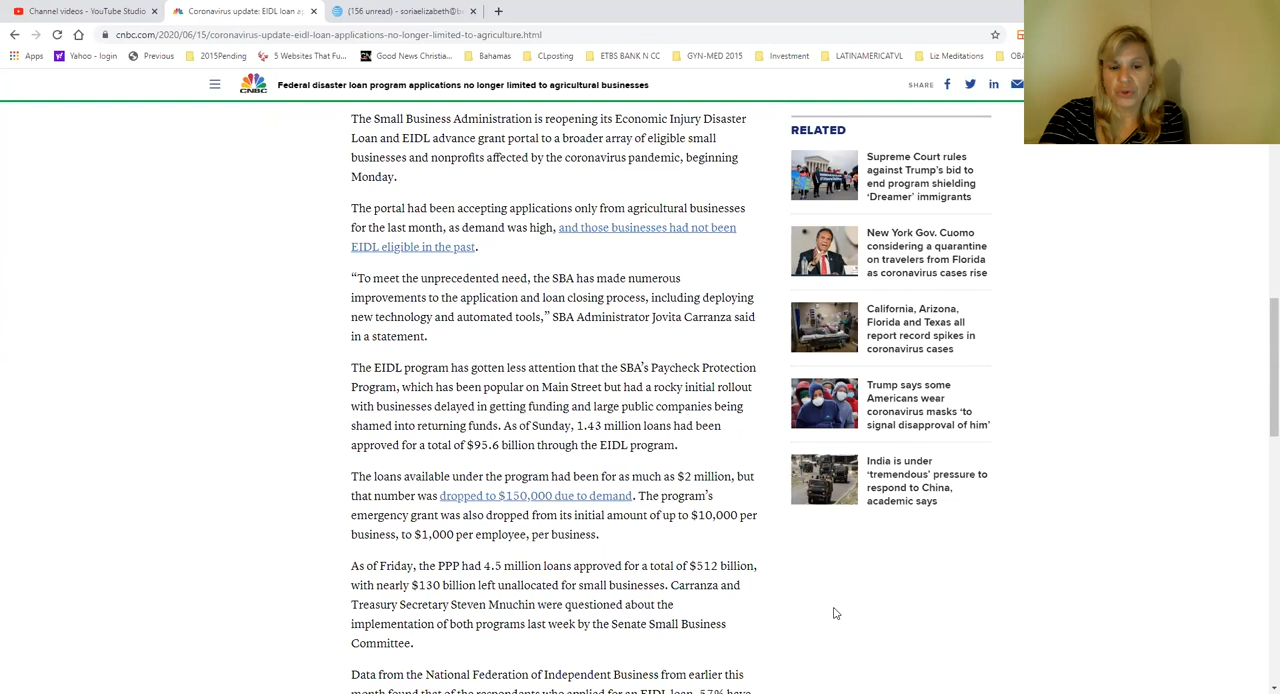 Channel videos - YouTube Studio
Coronavirus update: EIDL loan a
(156 unread) - soriaelizabeth@b
cnbc.com/2020/06/15/coronavirus-update-eidl-loan-applications-no-longer-limited-to-agriculture.html
Apps
Yahoo - login
Previous
2015Pending
5 Websites That Fu...
Good News Christia...
Bahamas
CLposting
ETBS BANK N CC
GYN-MED 2015
Investment
LATINAMERICATVL
Liz Meditations
OBA
CNBC
Federal disaster loan program applications no longer limited to agricultural businesses
SHARE
The Small Business Administration is reopening its Economic Injury Disaster
Loan and EIDL advance grant portal to a broader array of eligible small
businesses and nonprofits affected by the coronavirus pandemic, beginning
Monday.
The portal had been accepting applications only from agricultural businesses
for the last month, as demand was high, and those businesses had not been
EIDL eligible in the past.
“To meet the unprecedented need, the SBA has made numerous
improvements to the application and loan closing process, including deploying
new technology and automated tools,” SBA Administrator Jovita Carranza said
in a statement.
The EIDL program has gotten less attention that the SBA’s Paycheck Protection
Program, which has been popular on Main Street but had a rocky initial rollout
with businesses delayed in getting funding and large public companies being
shamed into returning funds. As of Sunday, 1.43 million loans had been
approved for a total of $95.6 billion through the EIDL program.
The loans available under the program had been for as much as $2 million, but
that number was dropped to $150,000 due to demand. The program’s
emergency grant was also dropped from its initial amount of up to $10,000 per
business, to $1,000 per employee, per business.
As of Friday, the PPP had 4.5 million loans approved for a total of $512 billion,
with nearly $130 billion left unallocated for small businesses. Carranza and
Treasury Secretary Steven Mnuchin were questioned about the
implementation of both programs last week by the Senate Small Business
Committee.
Data from the National Federation of Independent Business from earlier this
month found that of the respondents who applied for an EIDL loan, 57% have
RELATED
Supreme Court rules
against Trump’s bid to
end program shielding
‘Dreamer’ immigrants
New York Gov. Cuomo
considering a quarantine
on travelers from Florida
as coronavirus cases rise
California, Arizona,
Florida and Texas all
report record spikes in
coronavirus cases
Trump says some
Americans wear
coronavirus masks ‘to
signal disapproval of him’
India is under
‘tremendous’ pressure to
respond to China,
academic says